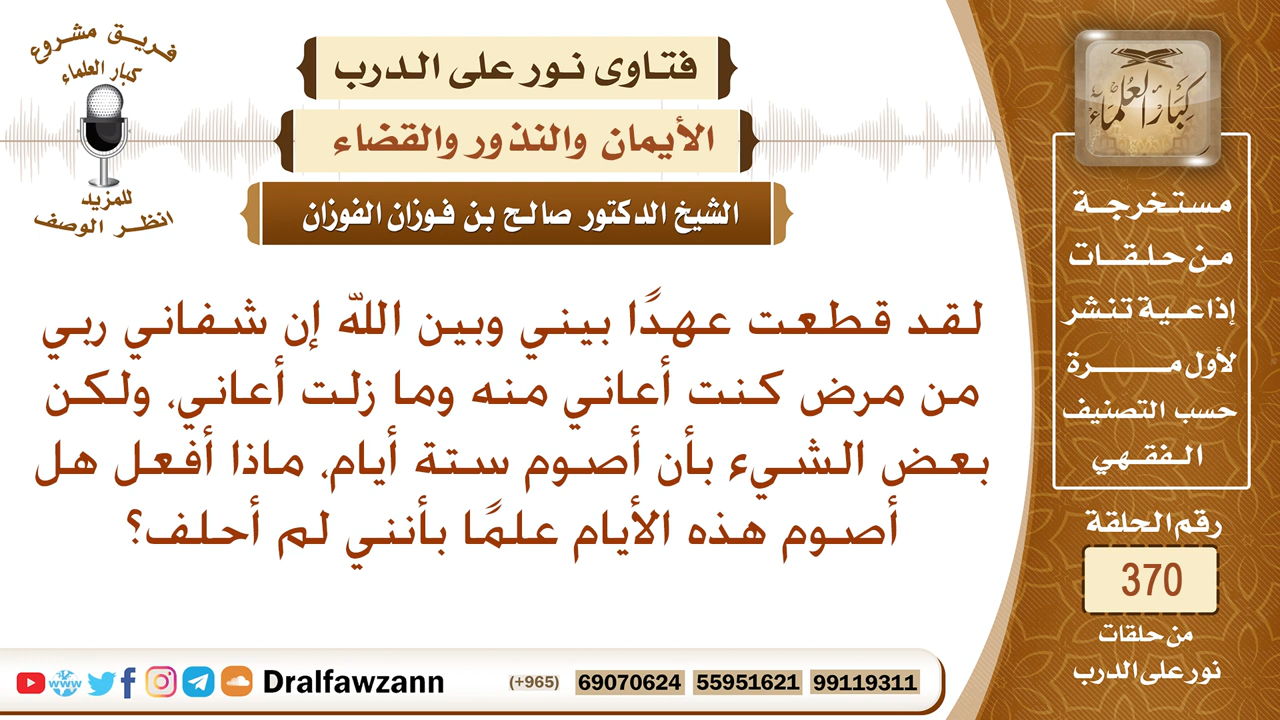 فريق مشروع
كبار العلماء
للمزيد
انظر الوصف
فتاوى نور على الدرب
الأيمان والنذور والقضاء
الشيخ الدكتور صالح بن فوزان الفوزان
لقد قطعت عهدًا بيني وبين الله إن شفاني ربي
من مرض كنت أعاني منه وما زلت أعاني، ولكن
بعض الشيء بأن أصوم ستة أيام، ماذا أفعل هل
أصوم هذه الأيام علمًا بأنني لم أحلف؟
كبار العلماء
مستخرجة
من حلقات
إذاعية تنشر
لأول مرة
حسب التصنيف
الفقهي
رقم الحلقة
370
من حلقات
نور على الدرب
www
Dralfawzann
(+965) 69070624 55951621 99119311